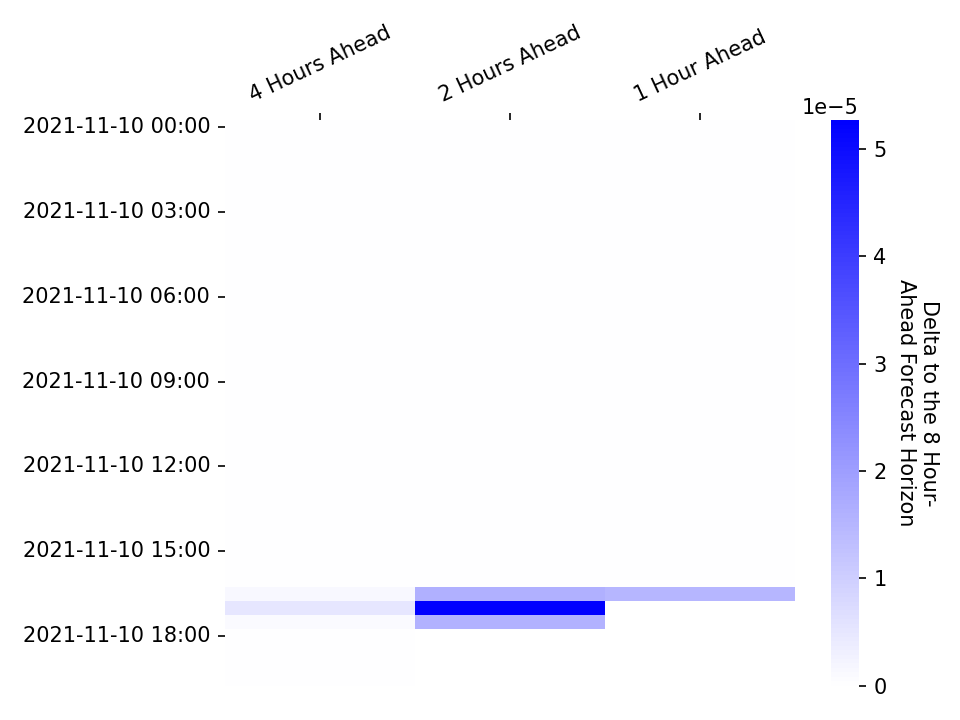 4 Hours Ahead
2 Hours Ahead
1 Hour Ahead
1e−5
2021-11-10 00:00
2021-11-10 03:00
2021-11-10 06:00
2021-11-10 09:00
2021-11-10 12:00
2021-11-10 15:00
2021-11-10 18:00
5
4
3
2
1
0
Delta to the 8 Hour-
Ahead Forecast Horizon